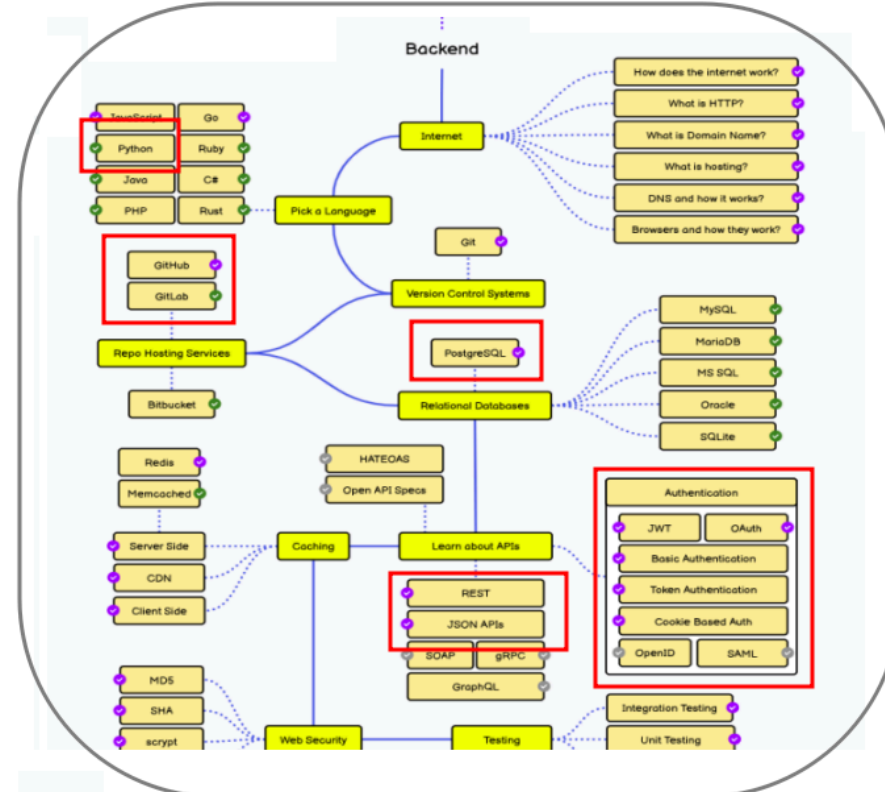 Backend
How does the internet work?
What is HTTP?
What is Domain Name?
What is hosting?
DNS and how it works?
Browsers and how they work?
Internet
JavaScript
Go
Python
Ruby
Java
C#
PHP
Rust
Pick a Language
Git
Version Control Systems
GitHub
GitLab
Repo Hosting Services
Bitbucket
PostgreSQL
Relational Databases
MySQL
MariaDB
MS SQL
Oracle
SQLite
HATEOAS
Open API Specs
Learn about APIs
REST
JSON APIs
SOAP
gRPC
GraphQL
Authentication
JWT
OAuth
Basic Authentication
Token Authentication
Cookie Based Auth
OpenID
SAML
Redis
Memcached
Server Side
CDN
Client Side
Caching
MD5
SHA
scrypt
Web Security
Testing
Integration Testing
Unit Testing